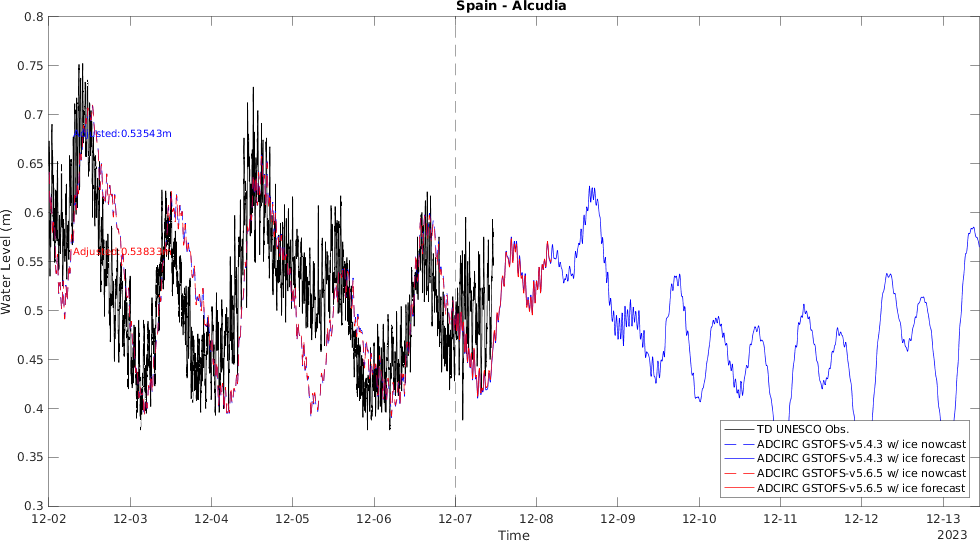 Spain - Alcudia
0.8
0.75
0.7
0.65
0.6
0.55
0.5
0.45
0.4
0.35
0.3
Water Level (m)
Adjusted:0.53543m
Adjusted:0.53833m
TD UNESCO Obs.
ADCIRC GSTOFS-v5.4.3 w/ ice nowcast
ADCIRC GSTOFS-v5.4.3 w/ ice forecast
ADCIRC GSTOFS-v5.6.5 w/ ice nowcast
ADCIRC GSTOFS-v5.6.5 w/ ice forecast
12-02 12-03 12-04 12-05 12-06 12-07 12-08 12-09 12-10 12-11 12-12 12-13
Time
2023